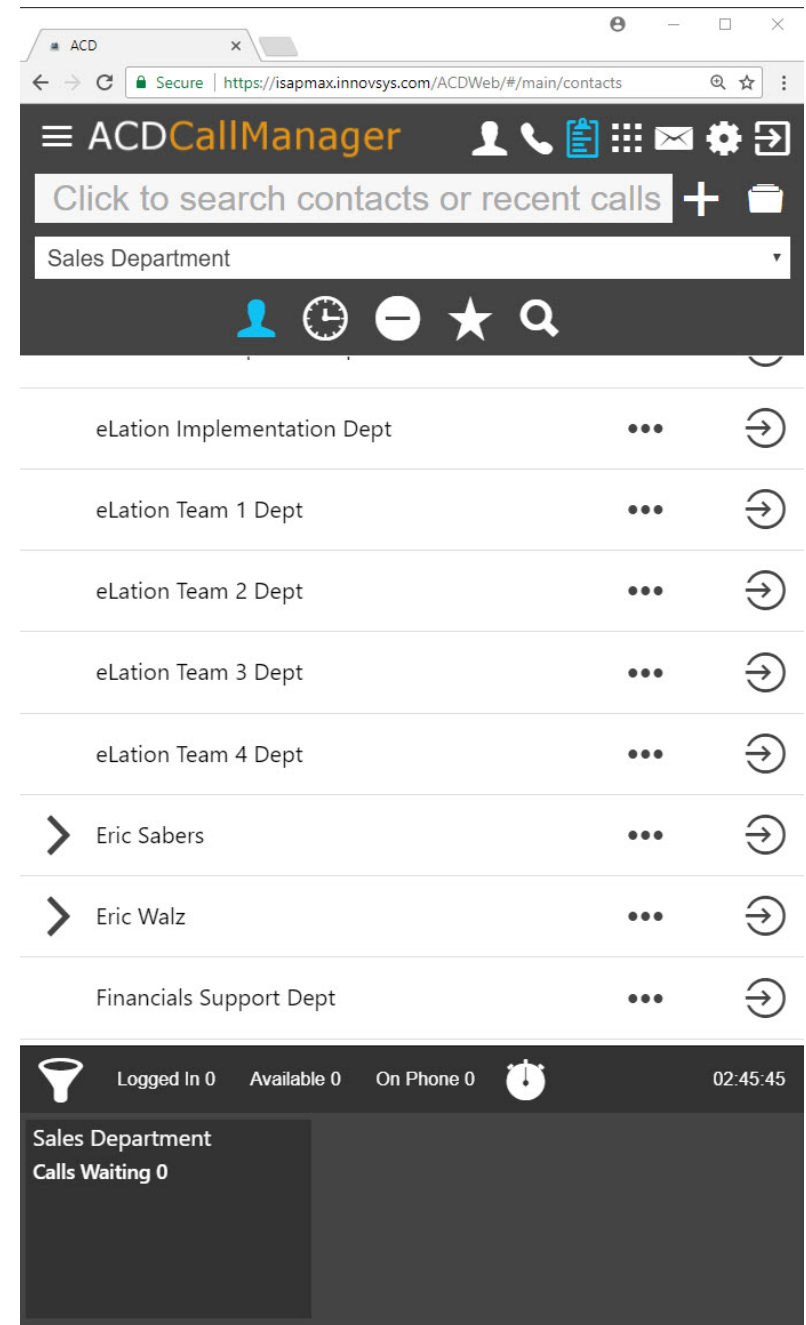 ACD
Secure https://isapmax.innovsys.com/ACDWeb/#/main/contacts
ACDCallManager
Click to search contacts or recent calls
Sales Department
eLation Implementation Dept
eLation Team 1 Dept
eLation Team 2 Dept
eLation Team 3 Dept
eLation Team 4 Dept
Eric Sabers
Eric Walz
Financials Support Dept
Logged In 0 Available 0 On Phone 0 02:45:45
Sales Department
Calls Waiting 0